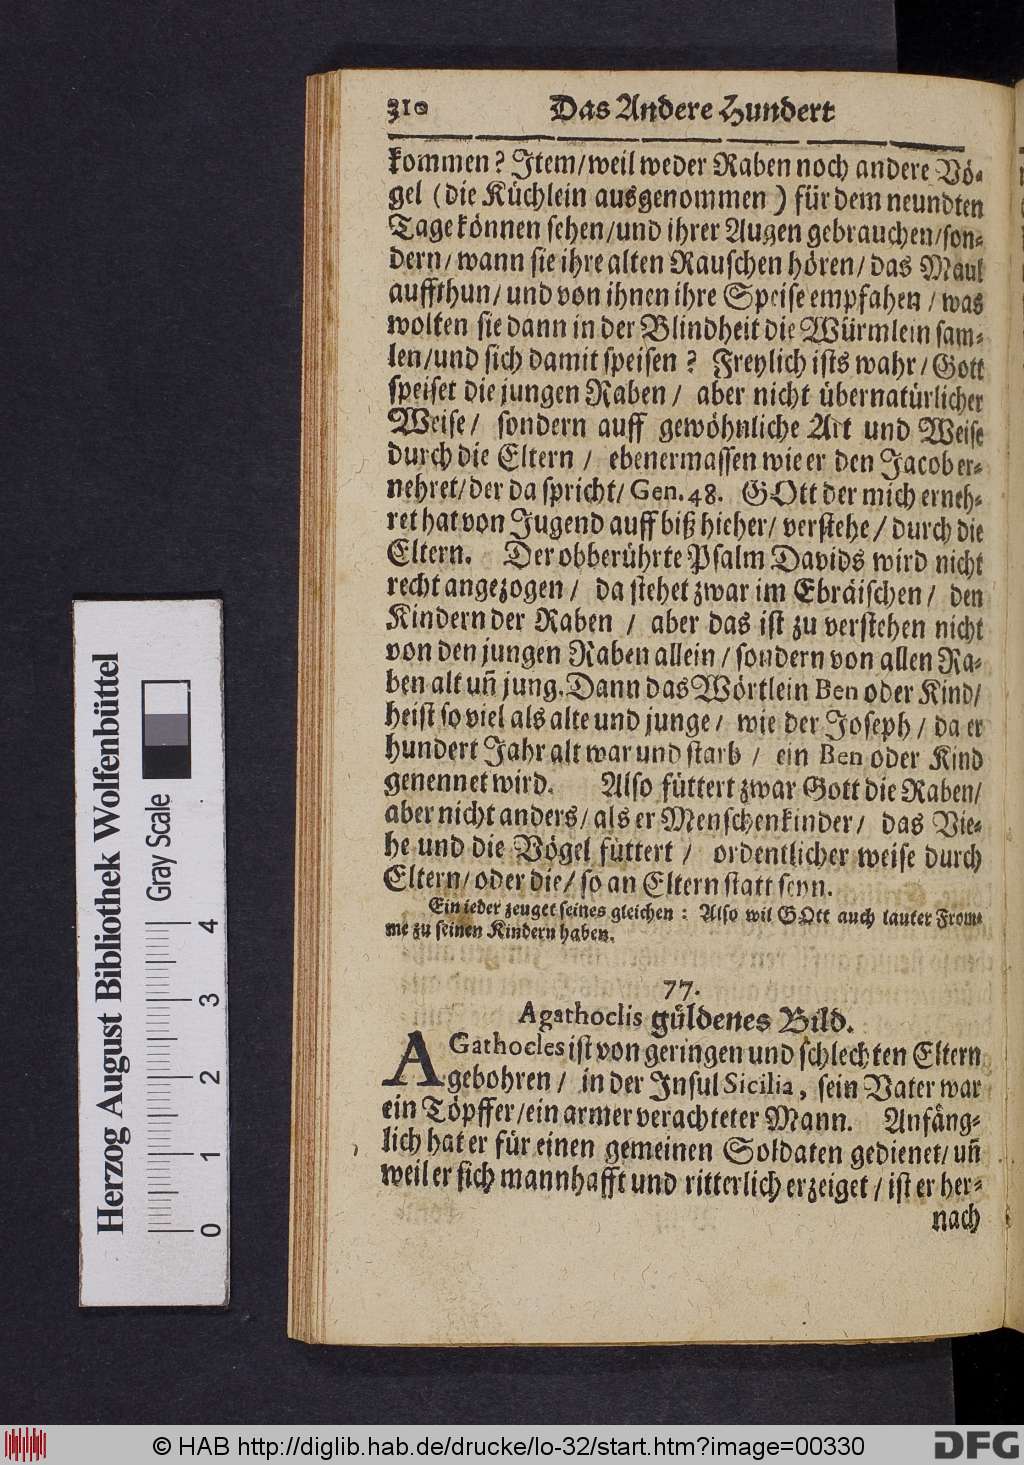 310 Das Andere Hundert
kommen? Item/ weil weder Raben noch andere Vö-
gel (die Küchlein ausgenommen) für dem neundten
Tage können sehen/ und ihrer Augen gebrauchen/ son-
dern/ wann sie ihre alten Rauschen hören/ das Maul
auffthun/ und von ihnen ihre Speise empfahen/ was
wolten sie dann in der Blindheit die Würmlein sam-
len/ und sich damit speisen? Freylich ists wahr/ Gott
speiset die jungen Raben/ aber nicht übernatürlicher
Weise/ sondern auff gewöhnliche Art und Weise
durch die Eltern/ ebenermassen wie er den Jacob er-
nehret/ der da spricht/ Gen. 48. GOtt der mich erneh-
ret hat von Jugend auff biß hieher/ verstehe/ durch die
Eltern. Der obberührte Psalm Davids wird nicht
recht angezogen/ da stehet zwar im Ebräischen/ den
Kindern der Raben/ aber das ist zu verstehen nicht
von den jungen Raben allein/ sondern von allen Ra-
ben alt uñ jung. Dann das Wörtlein Ben oder Kind/
heist so viel als alte und junge/ wie der Joseph/ da er
hundert Jahr alt war und starb/ ein Ben oder Kind
genennet wird. Also füttert zwar Gott die Raben/
aber nicht anders/ als er Menschenkinder/ das Vie-
he und die Vögel füttert/ ordentlicher weise durch
Eltern/ oder die/ so an Eltern statt seyn.
Ein ieder zeuget seines gleichen: Also wil GOtt auch lauter From-
me zu seinen Kindern haben.
77.
Agathoclis güldenes Bild.
AGathocles ist von geringen und schlechten Eltern
gebohren/ in der Insul Sicilia, sein Vater war
ein Töpffer/ ein armer verachteter Mann. Anfäng-
lich hat er für einen gemeinen Soldaten gedienet/ uñ
weil er sich mannhafft und ritterlich erzeiget/ ist er her-
nach
Herzog August Bibliothek Wolfenbüttel
Gray Scale
0 1 2 3 4
© HAB http://diglib.hab.de/drucke/lo-32/start.htm?image=00330
DFG